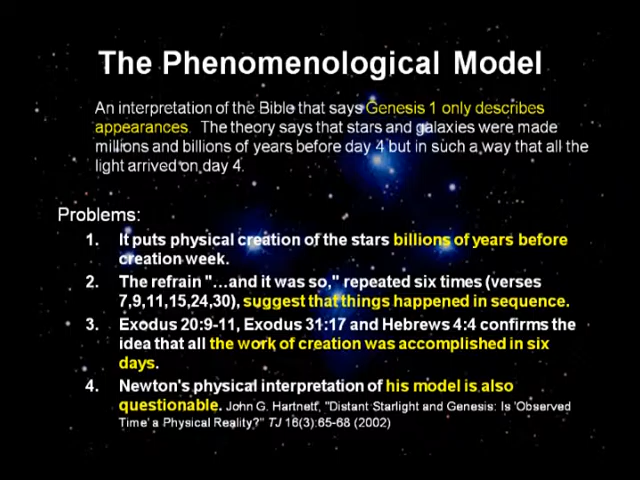 The Phenomenological Model
An interpretation of the Bible that says Genesis 1 only describes
appearances. The theory says that stars and galaxies were made
millions and billions of years before day 4 but in such a way that all the
light arrived on day 4.
Problems:
1. It puts physical creation of the stars billions of years before
creation week.
2. The refrain "...and it was so," repeated six times (verses
7,9,11,15,24,30), suggest that things happened in sequence.
3. Exodus 20:9-11, Exodus 31:17 and Hebrews 4:4 confirms the
idea that all the work of creation was accomplished in six
days.
4. Newton's physical interpretation of his model is also
questionable. John G. Hartnett, "Distant Starlight and Genesis: Is 'Observed
Time' a Physical Reality?" TJ 16(3):65-68 (2002)